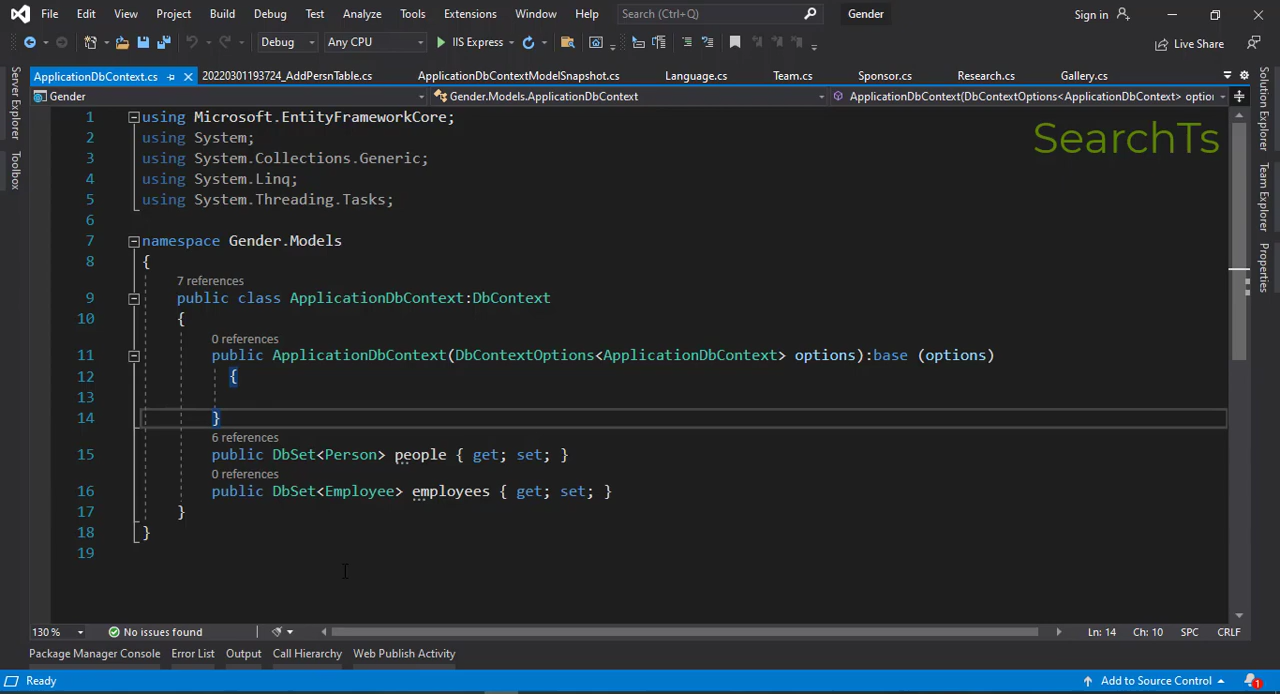 File Edit View Project Build Debug Test Analyze Tools Extensions Window Help Search (Ctrl+Q) Gender Sign in
Debug Any CPU IIS Express Live Share
ApplicationDbContext.cs 20220301193724_AddPersnTable.cs ApplicationDbContextModelSnapshot.cs Language.cs Team.cs Sponsor.cs Research.cs Gallery.cs
Gender Gender.Models.ApplicationDbContext ApplicationDbContext(DbContextOptions<ApplicationDbContext> optior
Server Explorer
Toolbox
Solution Explorer
Team Explorer
Properties
SearchTs
1 using Microsoft.EntityFrameworkCore;
2 using System;
3 using System.Collections.Generic;
4 using System.Linq;
5 using System.Threading.Tasks;
6
7 namespace Gender.Models
8 {
7 references
9 public class ApplicationDbContext:DbContext
10 {
0 references
11 public ApplicationDbContext(DbContextOptions<ApplicationDbContext> options):base (options)
12 {
13
14 }
6 references
15 public DbSet<Person> people { get; set; }
0 references
16 public DbSet<Employee> employees { get; set; }
17 }
18 }
19
130 % No issues found Ln: 14 Ch: 10 SPC CRLF
Package Manager Console Error List Output Call Hierarchy Web Publish Activity
Ready Add to Source Control 1